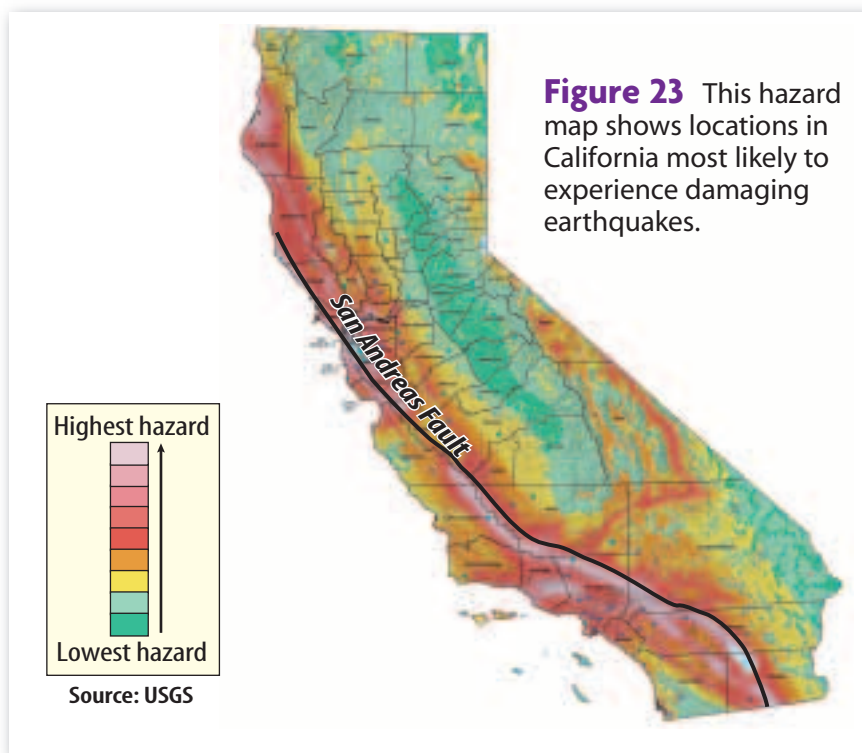 Figure 23 This hazard
map shows locations in
California most likely to
experience damaging
earthquakes.
San Andreas Fault
Highest hazard
Lowest hazard
Source: USGS